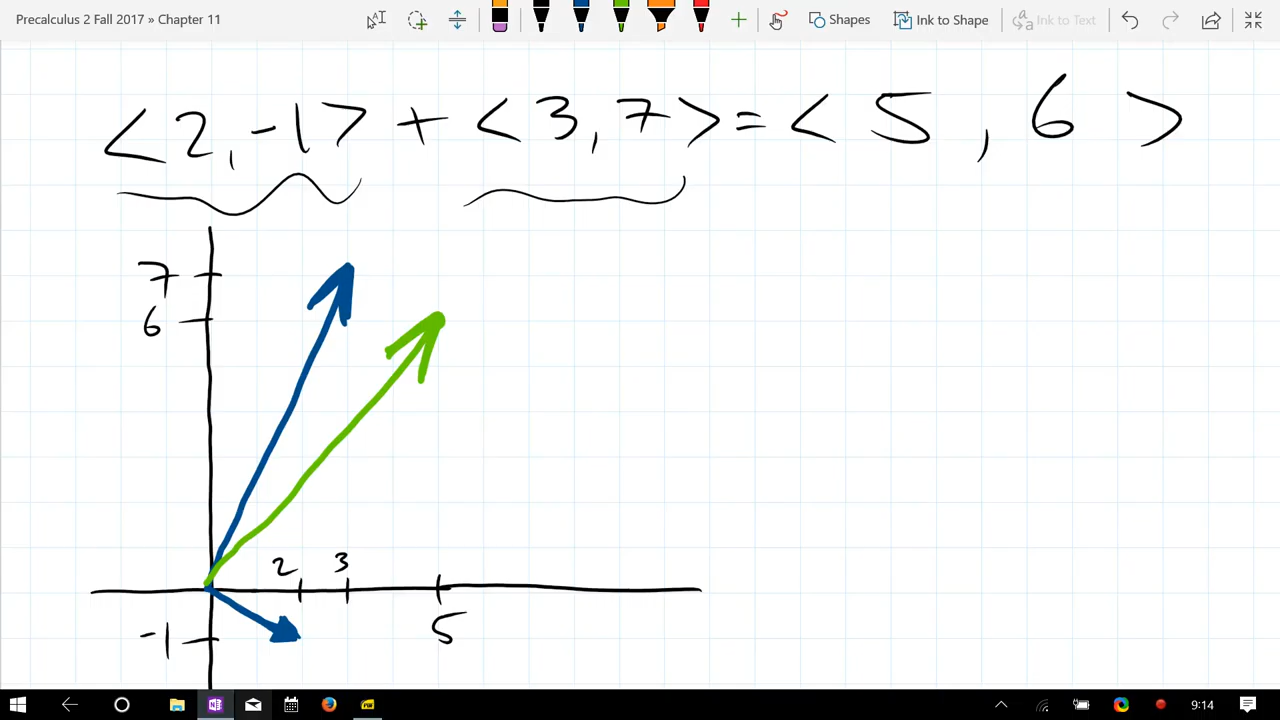 Precalculus 2 Fall 2017 » Chapter 11
Shapes
Ink to Shape
Ink to Text
<2, -1> + <3, 7> = < 5 , 6 >
7
6
2 3
5
-1
9:14